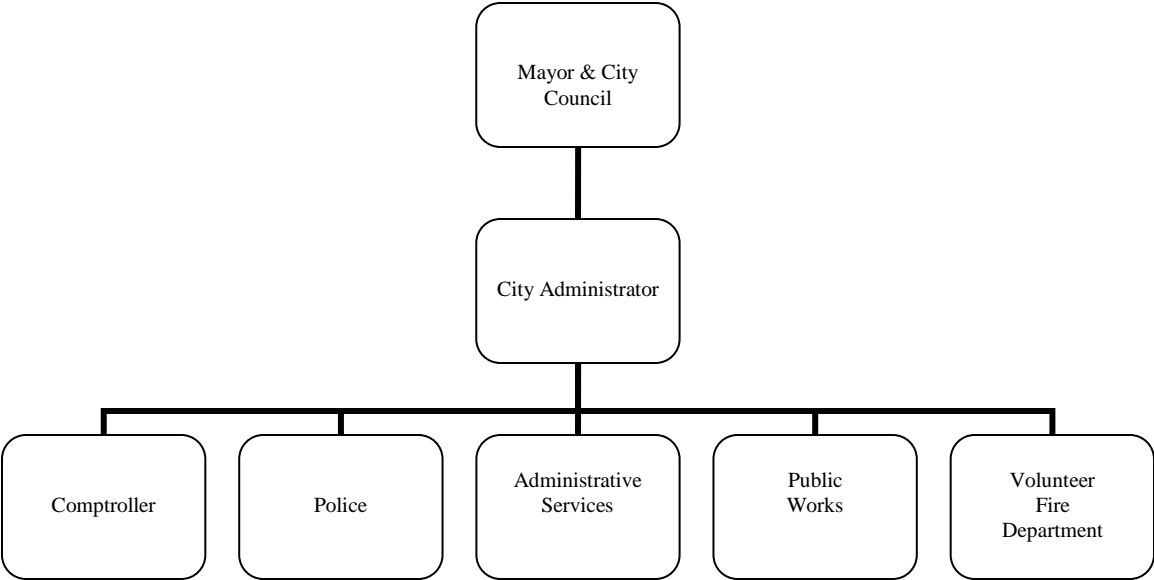 Mayor & City
Council
City Administrator
Comptroller
Police
Administrative
Services
Public
Works
Volunteer
Fire
Department